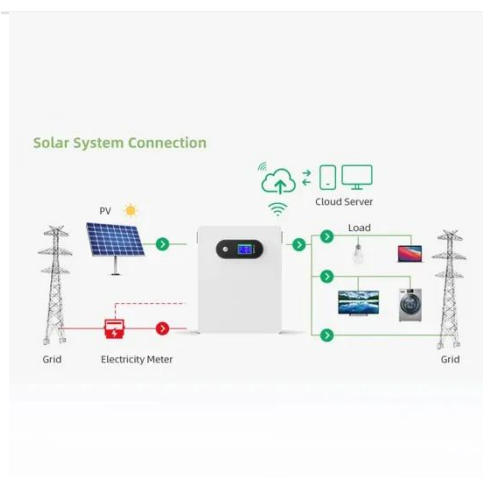 Solar System Connection
PV
Cloud Server
Load
Grid
Electricity Meter
Grid